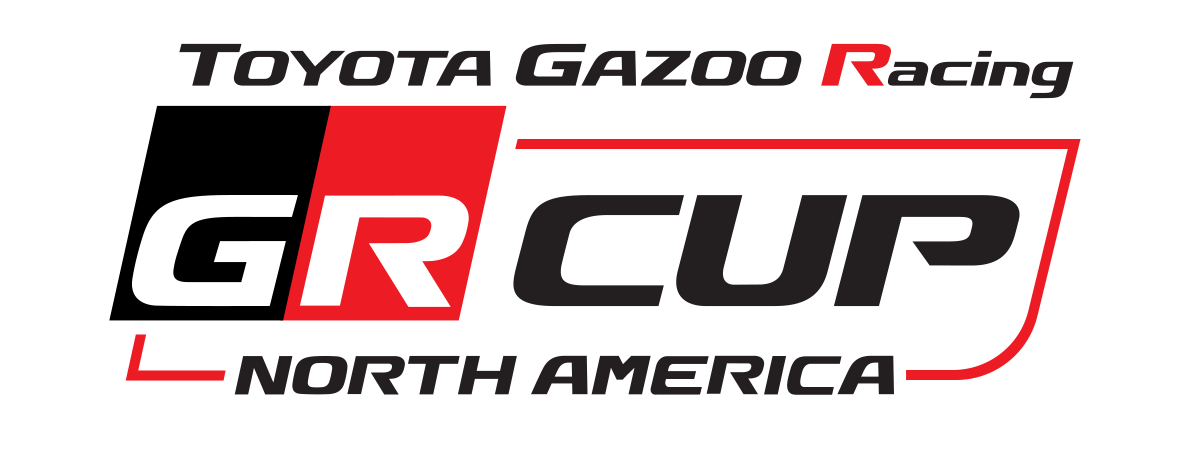 TOYOTA GAZOO Racing
GR CUP
NORTH AMERICA